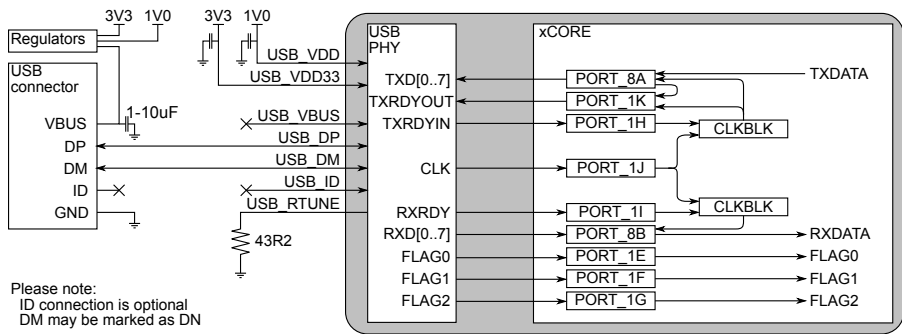 3V3 1V0
Regulators
USB
connector
1-10uF
VBUS
DP
DM
ID
GND
Please note:
ID connection is optional
DM may be marked as DN
3V3 1V0
USB_VDD
USB_VDD33
USB_VBUS
USB_DP
USB_DM
USB_ID
USB_RTUNE
43R2
USB
PHY
TXD[0..7]
TXRDYOUT
TXRDYIN
CLK
RXRDY
RXD[0..7]
FLAG0
FLAG1
FLAG2
xCORE
PORT_8A
PORT_1K
PORT_1H
PORT_1J
PORT_1I
PORT_8B
PORT_1E
PORT_1F
PORT_1G
CLKBLK
CLKBLK
TXDATA
RXDATA
FLAG0
FLAG1
FLAG2